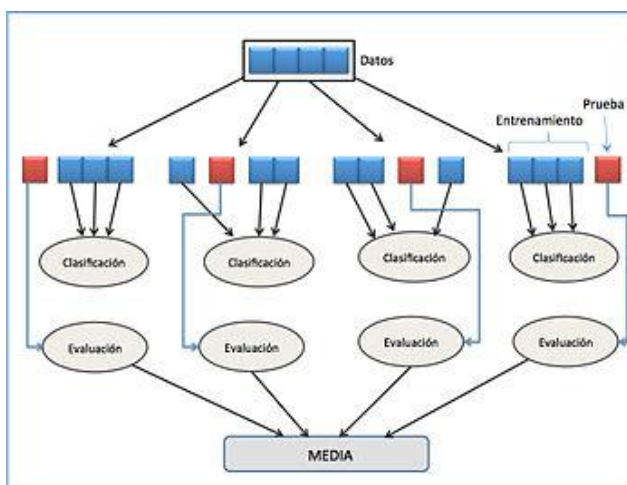 Datos
Prueba
Entrenamiento
Clasificación
Clasificación
Clasificación
Clasificación
Evaluación
Evaluación
Evaluación
Evaluación
MEDIA